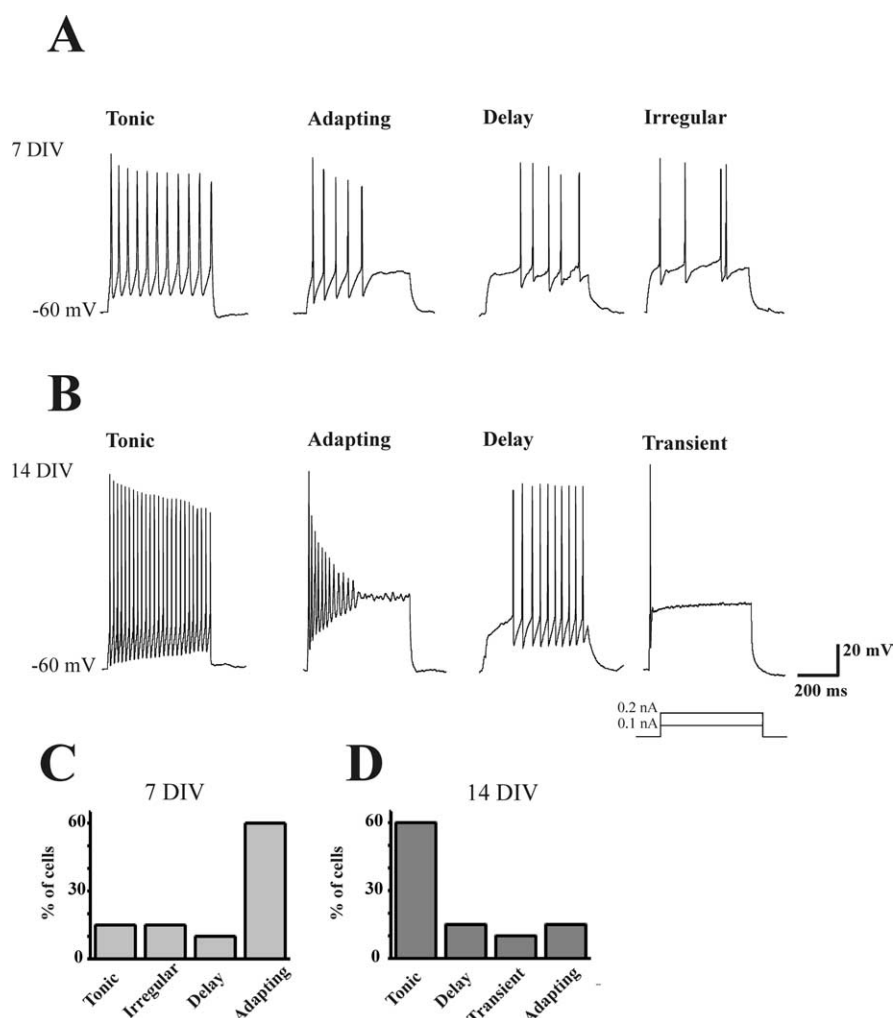 A
Tonic Adapting Delay Irregular
7 DIV
-60 mV
B
Tonic Adapting Delay Transient
14 DIV
-60 mV
20 mV
200 ms
0.2 nA
0.1 nA
C
7 DIV
60
30
0
% of cells
Tonic Irregular Delay Adapting
D
14 DIV
60
30
0
% of cells
Tonic Delay Transient Adapting